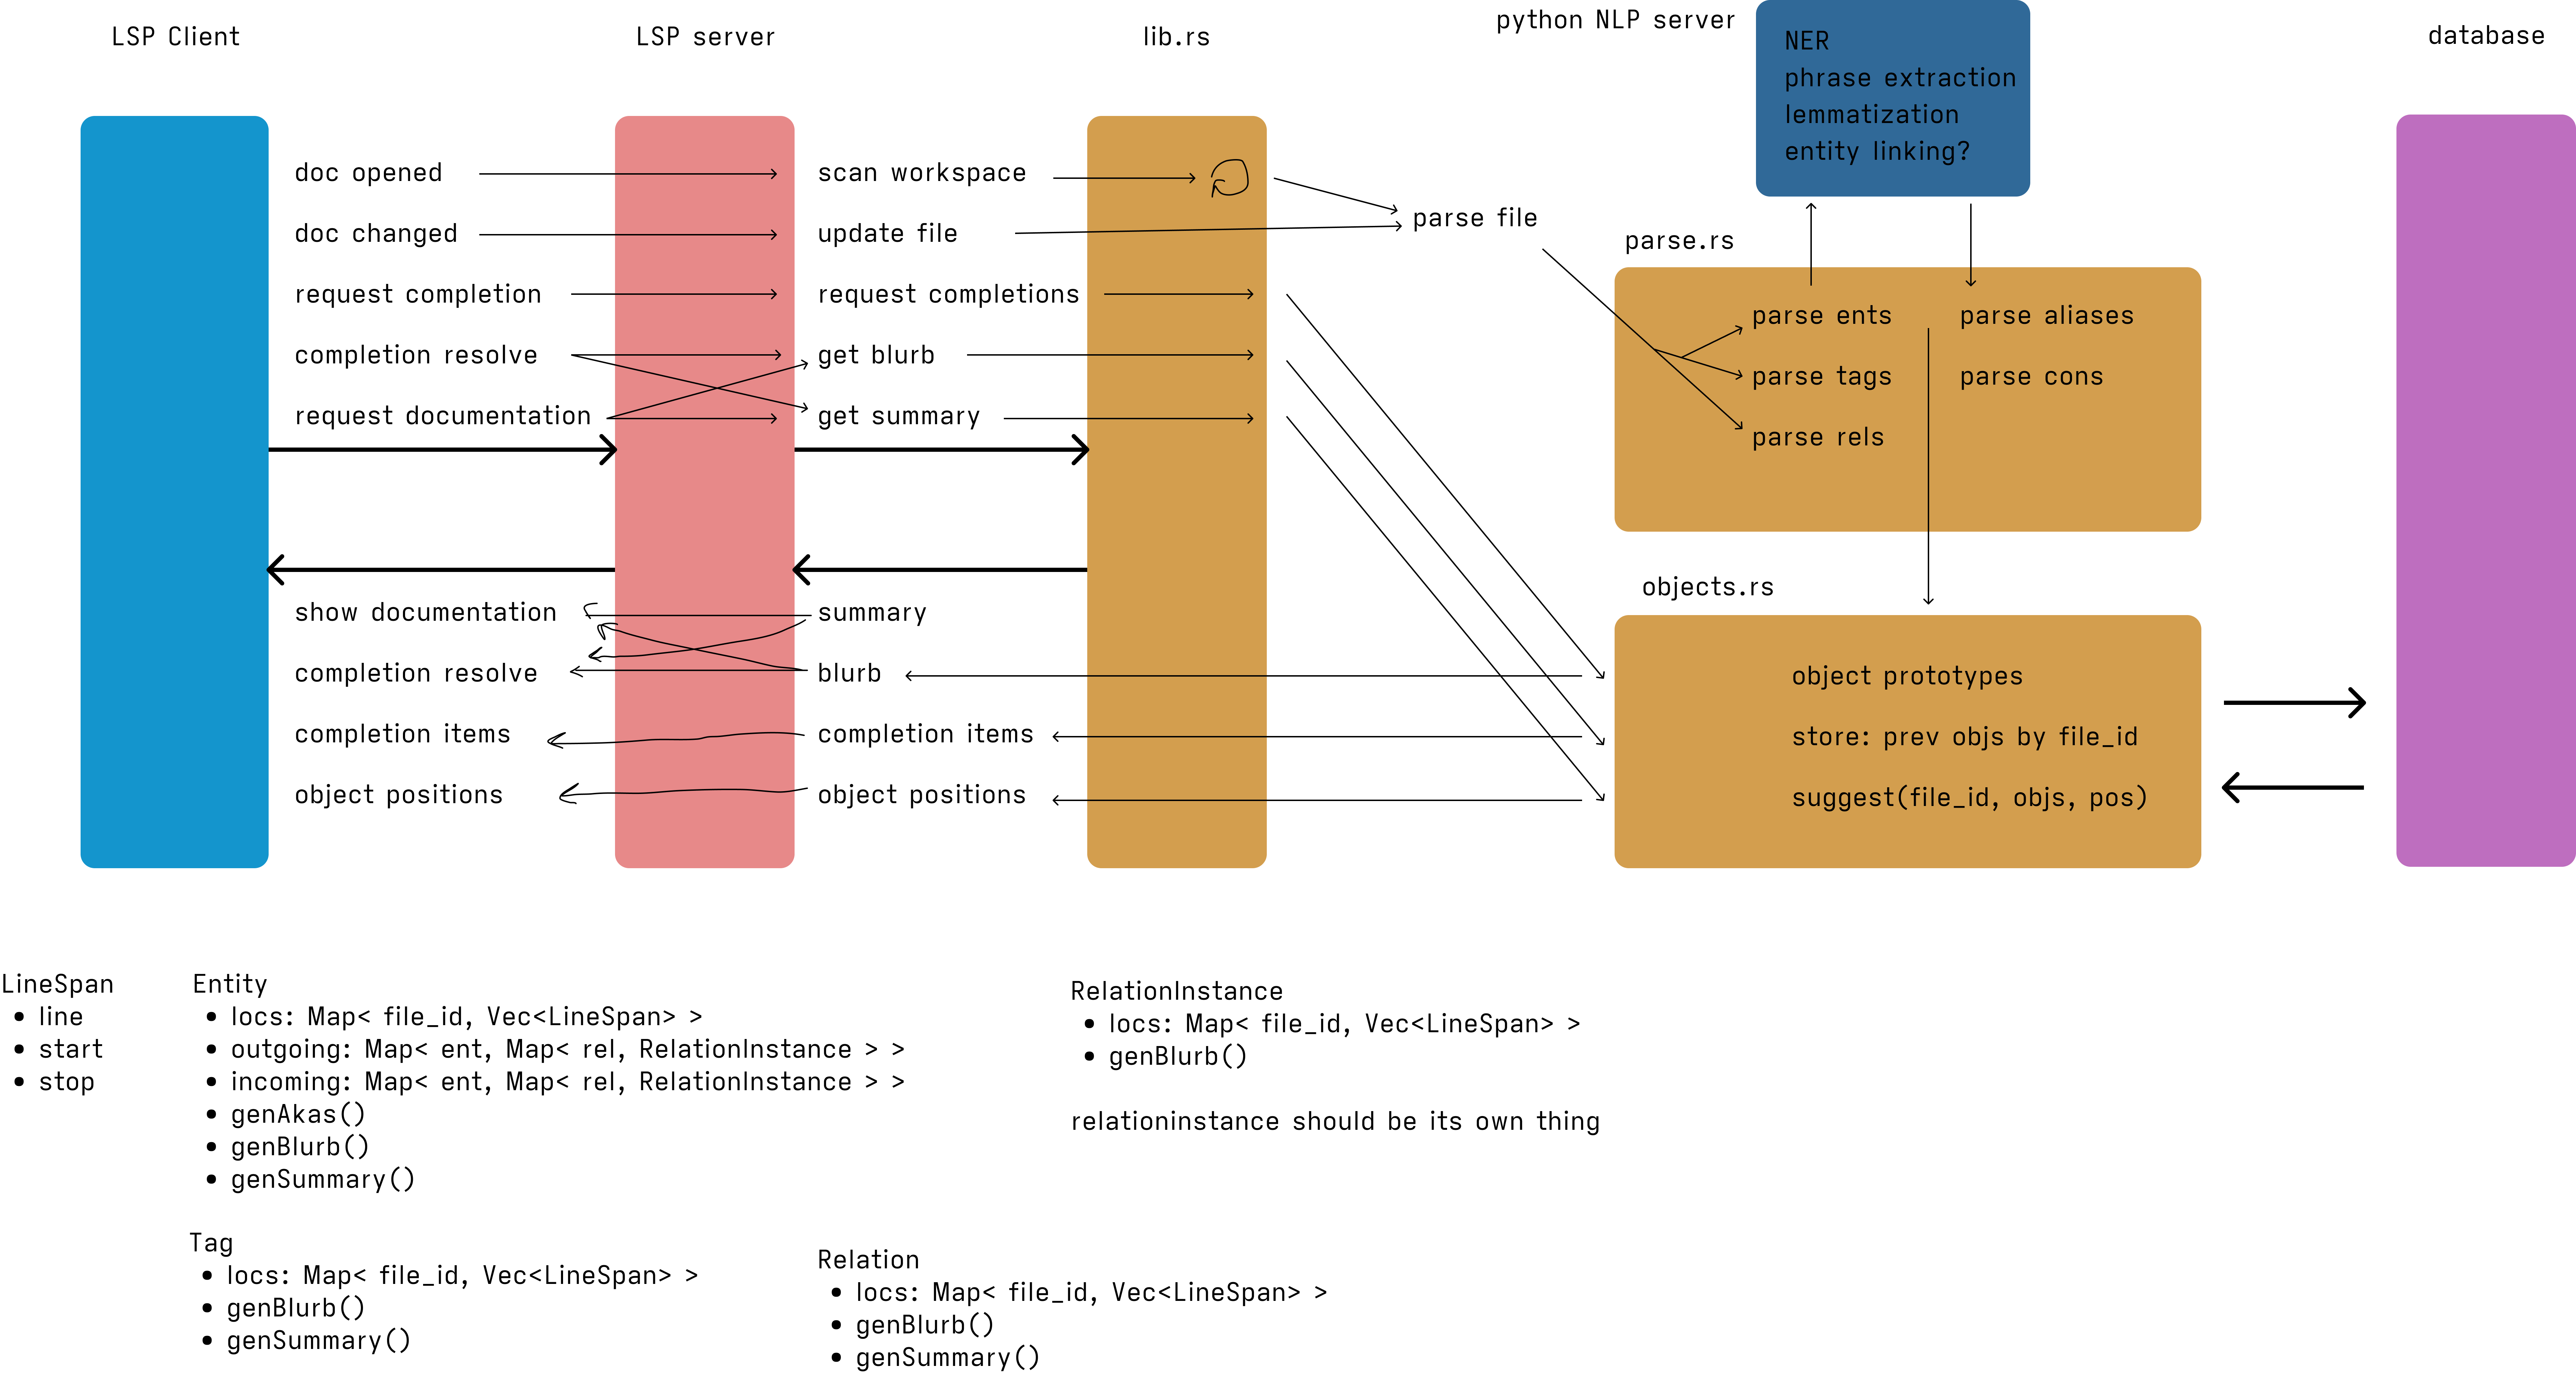 LSP Client
LSP server
lib.rs
python NLP server
database
NER
phrase extraction
lemmatization
entity linking?
doc opened
scan workspace
parse file
doc changed
update file
parse.rs
request completion
request completions
parse ents
parse aliases
completion resolve
get blurb
parse tags
parse cons
request documentation
get summary
parse rels
objects.rs
show documentation
summary
completion resolve
blurb
object prototypes
completion items
completion items
store: prev objs by file_id
object positions
object positions
suggest(file_id, objs, pos)
LineSpan
• line
• start
• stop
Entity
• locs: Map< file_id, Vec<LineSpan> >
• outgoing: Map< ent, Map< rel, RelationInstance > >
• incoming: Map< ent, Map< rel, RelationInstance > >
• genAkas()
• genBlurb()
• genSummary()
RelationInstance
• locs: Map< file_id, Vec<LineSpan> >
• genBlurb()
relationinstance should be its own thing
Tag
• locs: Map< file_id, Vec<LineSpan> >
• genBlurb()
• genSummary()
Relation
• locs: Map< file_id, Vec<LineSpan> >
• genBlurb()
• genSummary()